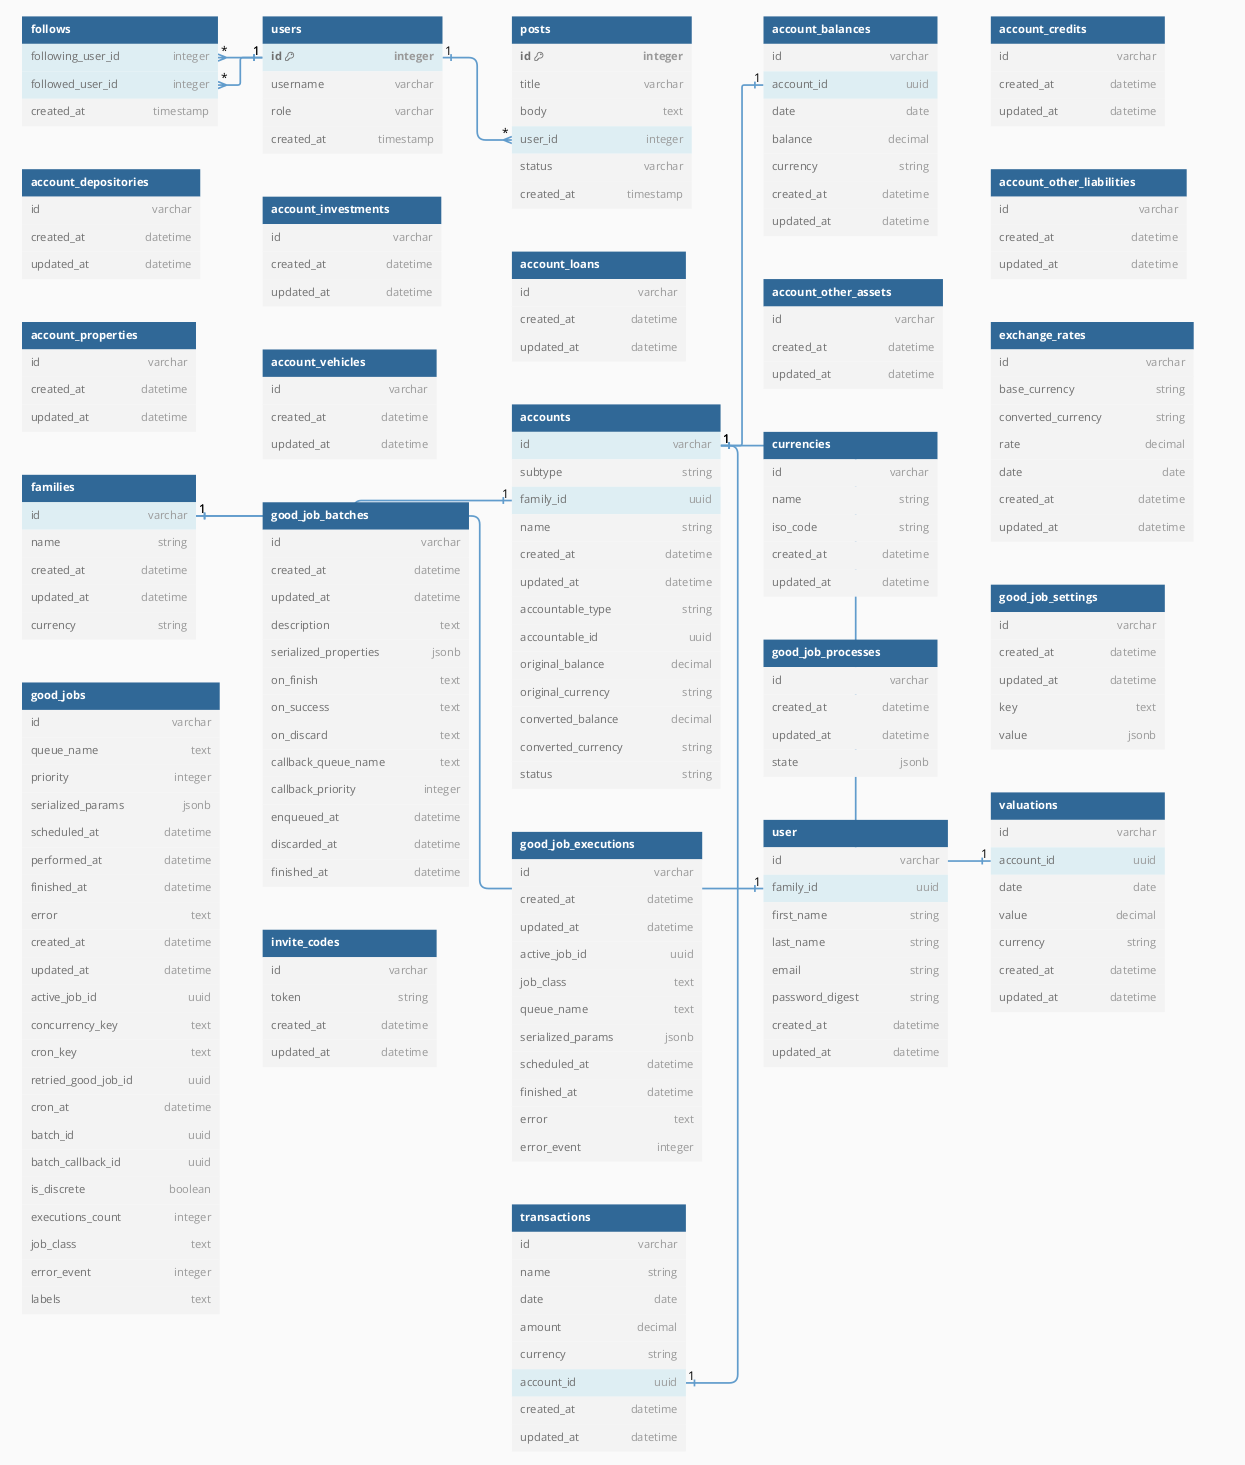 follows
following_user_id integer
followed_user_id integer
created_at timestamp
* 1
*
users
id integer
username varchar
role varchar
created_at timestamp
1
*
posts
id integer
title varchar
body text
user_id integer
status varchar
created_at timestamp
account_balances
id varchar
1
account_id uuid
date date
balance decimal
currency string
created_at datetime
updated_at datetime
account_credits
id varchar
created_at datetime
updated_at datetime
account_depositories
id varchar
created_at datetime
updated_at datetime
account_investments
id varchar
created_at datetime
updated_at datetime
account_loans
id varchar
created_at datetime
updated_at datetime
account_other_assets
id varchar
created_at datetime
updated_at datetime
account_other_liabilities
id varchar
created_at datetime
updated_at datetime
account_properties
id varchar
created_at datetime
updated_at datetime
account_vehicles
id varchar
created_at datetime
updated_at datetime
accounts
id varchar
1
subtype string
1
family_id uuid
name string
created_at datetime
updated_at datetime
accountable_type string
accountable_id uuid
original_balance decimal
original_currency string
converted_balance decimal
converted_currency string
status string
currencies
id varchar
name string
iso_code string
created_at datetime
updated_at datetime
exchange_rates
id varchar
base_currency string
converted_currency string
rate decimal
date date
created_at datetime
updated_at datetime
families
id varchar
1
name string
created_at datetime
updated_at datetime
currency string
good_job_batches
id varchar
created_at datetime
updated_at datetime
description text
serialized_properties jsonb
on_finish text
on_success text
on_discard text
callback_queue_name text
callback_priority integer
enqueued_at datetime
discarded_at datetime
finished_at datetime
good_job_executions
id varchar
created_at datetime
updated_at datetime
active_job_id uuid
job_class text
queue_name text
serialized_params jsonb
scheduled_at datetime
finished_at datetime
error text
error_event integer
good_job_processes
id varchar
created_at datetime
updated_at datetime
state jsonb
good_job_settings
id varchar
created_at datetime
updated_at datetime
key text
value jsonb
good_jobs
id varchar
queue_name text
priority integer
serialized_params jsonb
scheduled_at datetime
performed_at datetime
finished_at datetime
error text
created_at datetime
updated_at datetime
active_job_id uuid
concurrency_key text
cron_key text
retried_good_job_id uuid
cron_at datetime
batch_id uuid
batch_callback_id uuid
is_discrete boolean
executions_count integer
job_class text
error_event integer
labels text
invite_codes
id varchar
token string
created_at datetime
updated_at datetime
transactions
id varchar
name string
date date
amount decimal
currency string
account_id uuid
1
created_at datetime
updated_at datetime
user
id varchar
1
family_id uuid
first_name string
last_name string
email string
password_digest string
created_at datetime
updated_at datetime
valuations
id varchar
1
account_id uuid
date date
value decimal
currency string
created_at datetime
updated_at datetime